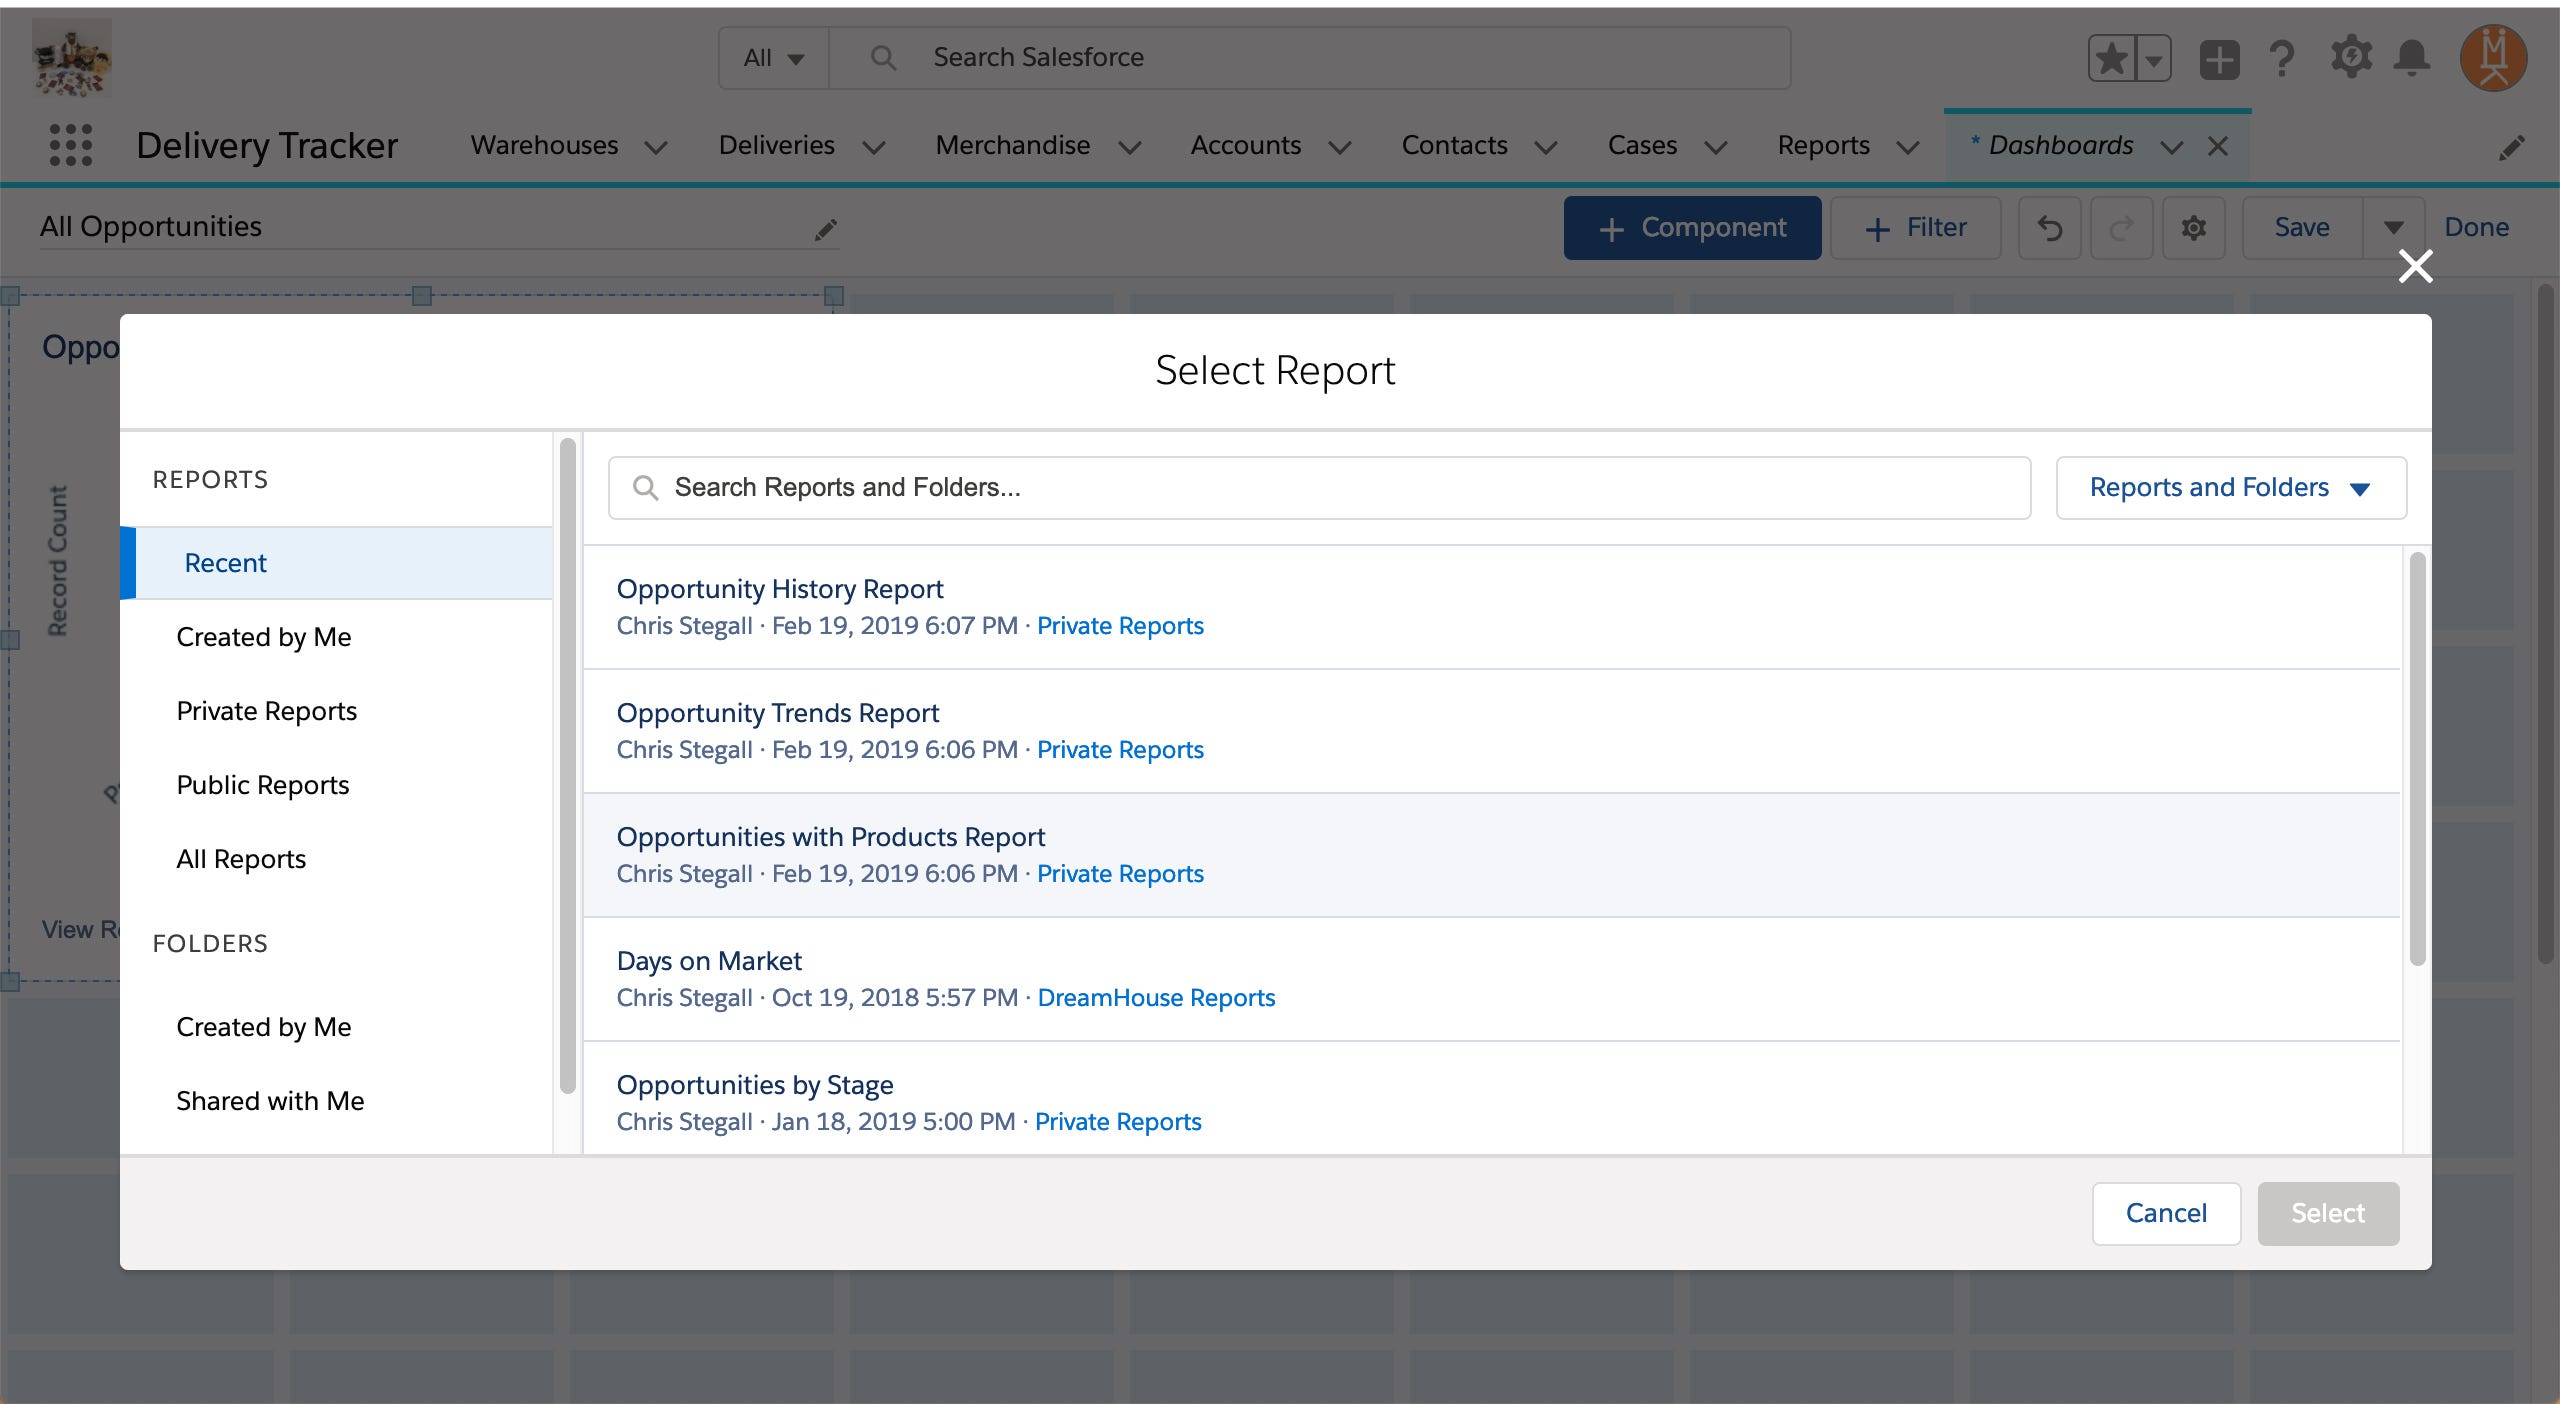 All Search Salesforce
Delivery Tracker Warehouses Deliveries Merchandise Accounts Contacts Cases Reports * Dashboards
All Opportunities + Component + Filter Save Done
Oppo
Record Count
View Re
Select Report
REPORTS
Recent
Created by Me
Private Reports
Public Reports
All Reports
FOLDERS
Created by Me
Shared with Me
Search Reports and Folders... Reports and Folders
Opportunity History Report
Chris Stegall · Feb 19, 2019 6:07 PM · Private Reports
Opportunity Trends Report
Chris Stegall · Feb 19, 2019 6:06 PM · Private Reports
Opportunities with Products Report
Chris Stegall · Feb 19, 2019 6:06 PM · Private Reports
Days on Market
Chris Stegall · Oct 19, 2018 5:57 PM · DreamHouse Reports
Opportunities by Stage
Chris Stegall · Jan 18, 2019 5:00 PM · Private Reports
Cancel Select